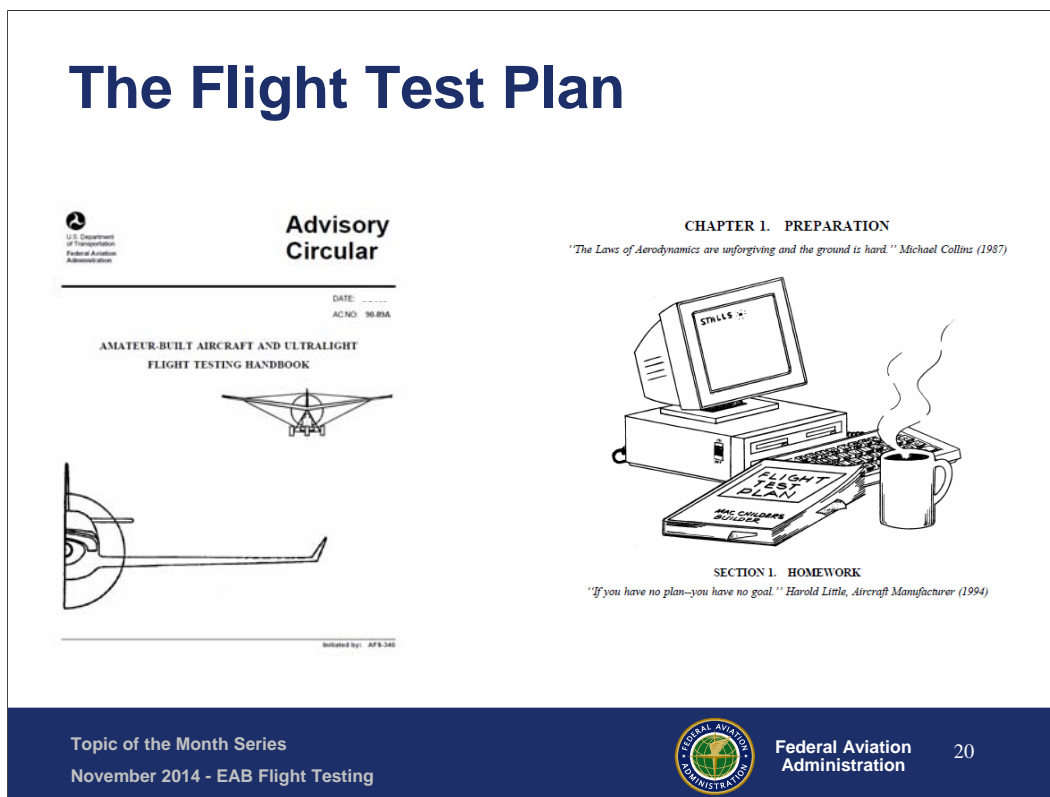 The Flight Test Plan
U.S. Department
of Transportation
Federal Aviation
Administration
Advisory
Circular
DATE:
AC NO: 90-89A
AMATEUR-BUILT AIRCRAFT AND ULTRALIGHT
FLIGHT TESTING HANDBOOK
Initiated by: AFS-340
CHAPTER 1. PREPARATION
"The Laws of Aerodynamics are unforgiving and the ground is hard." Michael Collins (1987)
STALLS
FLIGHT
TEST
PLAN
MAC CHILDERS
BUILDER
SECTION 1. HOMEWORK
"If you have no plan--you have no goal." Harold Little, Aircraft Manufacturer (1994)
Topic of the Month Series
November 2014 - EAB Flight Testing
FEDERAL AVIATION
ADMINISTRATION
Federal Aviation
Administration
20